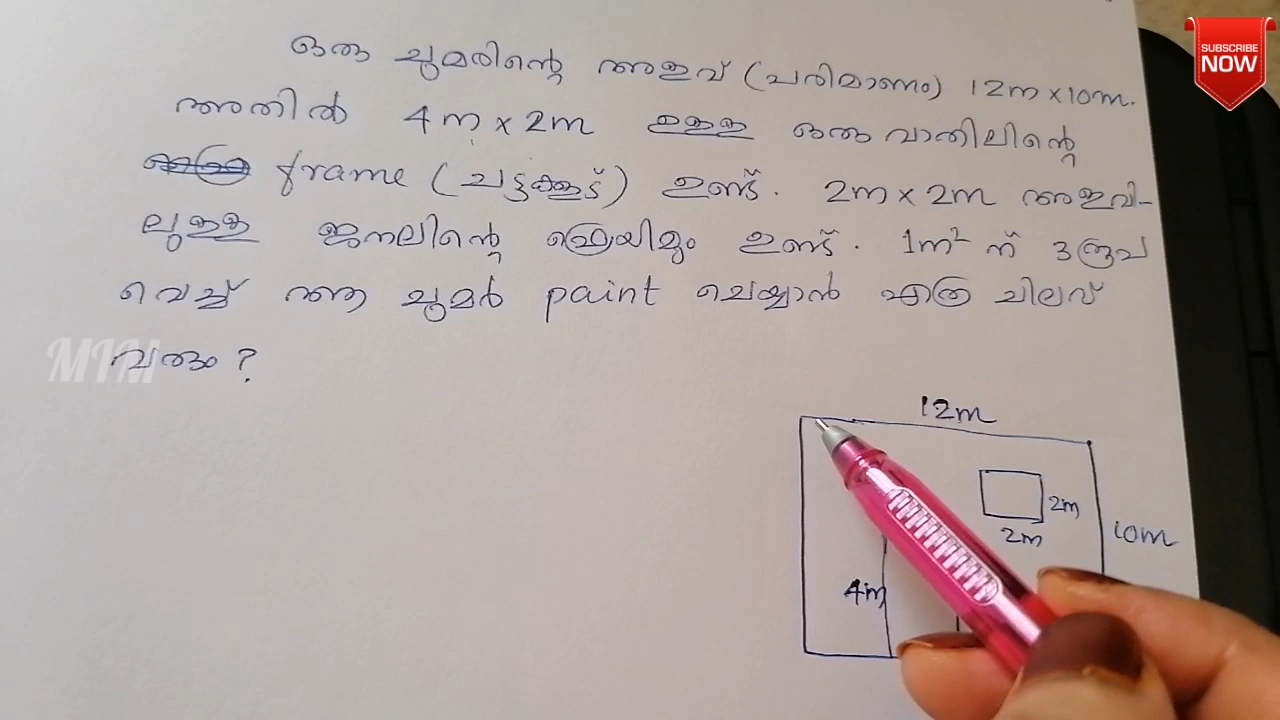 ഒരു ചുമരിന്റെ അളവ് (പരിമാണം) 12m x 10m.
അതിൽ 4m x 2m ഉള്ള ഒരു വാതിലിന്റെ
frame (ചട്ടക്കൂട്) ഉണ്ട്. 2m x 2m അളവി-
ലുള്ള ജനലിന്റെ ഫ്രെയിമും ഉണ്ട്. 1m² ന് 3 രൂപ
വെച്ച് ആ ചുമർ paint ചെയ്യാൻ എത്ര ചിലവ്
വരും?
MIM
SUBSCRIBE
NOW
12m
2m
2m
10m
4m